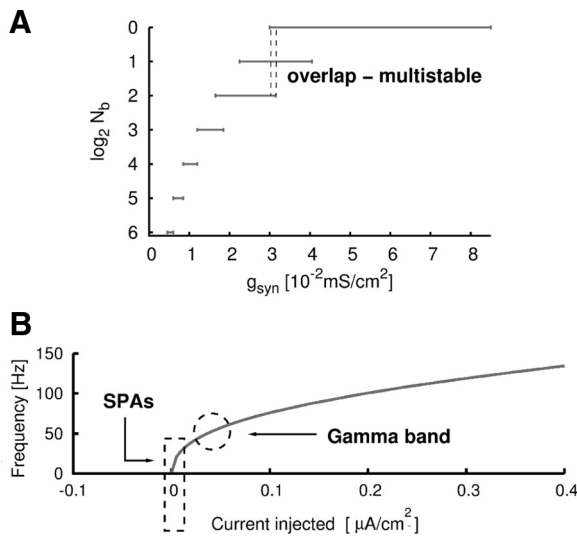 A
0
1
2
3
4
5
6
log2 Nb
overlap – multistable
0 1 2 3 4 5 6 7 8
gsyn [10-2mS/cm2]
B
150
100
50
0
Frequency [Hz]
SPAs
Gamma band
-0.1 0 0.1 0.2 0.3 0.4
Current injected [ μA/cm2]